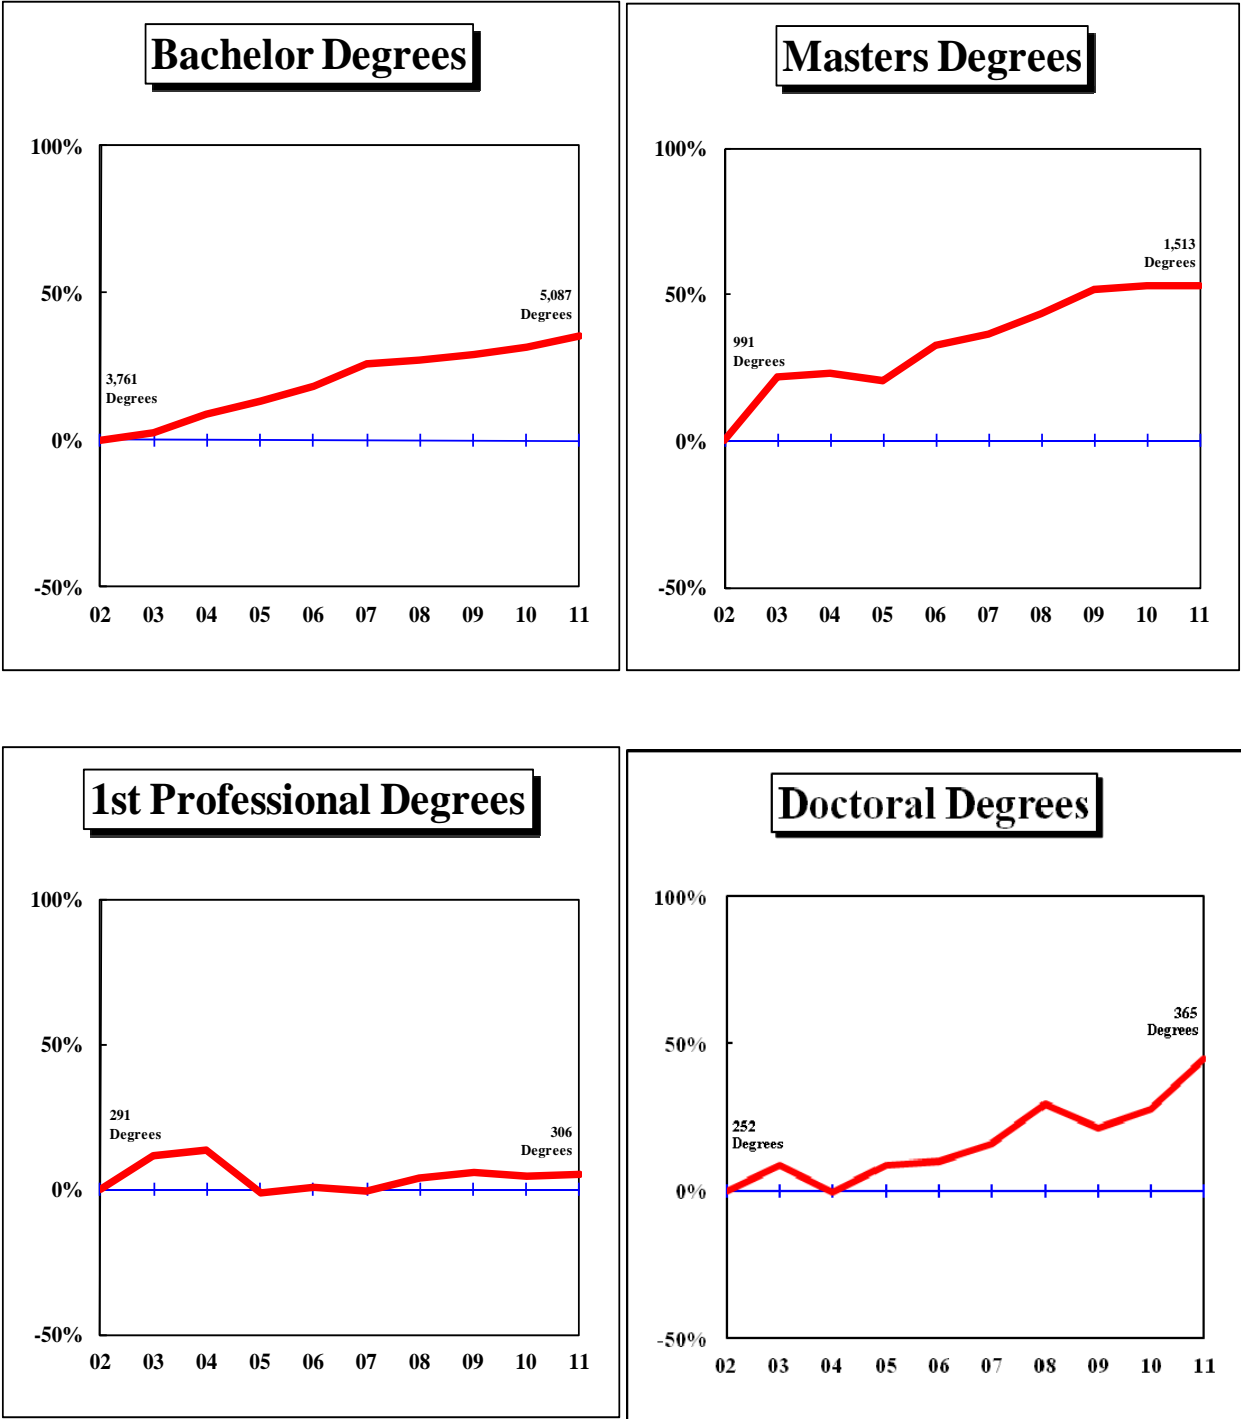 Bachelor Degrees
100%
50%
0%
-50%
3,761
Degrees
5,087
Degrees
02 03 04 05 06 07 08 09 10 11
Masters Degrees
100%
50%
0%
-50%
991
Degrees
1,513
Degrees
02 03 04 05 06 07 08 09 10 11
1st Professional Degrees
100%
50%
0%
-50%
291
Degrees
306
Degrees
02 03 04 05 06 07 08 09 10 11
Doctoral Degrees
100%
50%
0%
-50%
252
Degrees
365
Degrees
02 03 04 05 06 07 08 09 10 11